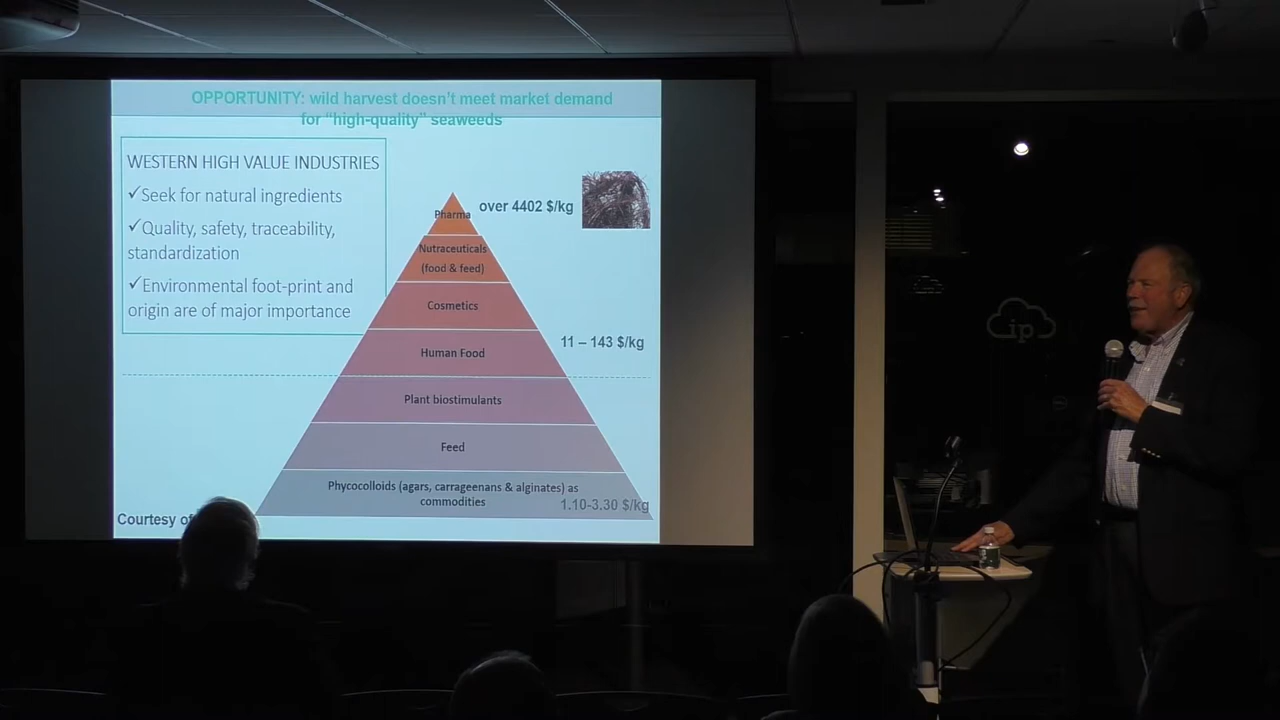 OPPORTUNITY: wild harvest doesn't meet market demand
for "high-quality" seaweeds
WESTERN HIGH VALUE INDUSTRIES
✓Seek for natural ingredients
✓Quality, safety, traceability,
standardization
✓Environmental foot-print and
origin are of major importance
Pharma
over 4402 $/kg
Nutraceuticals
(food & feed)
Cosmetics
11 – 143 $/kg
Human Food
Plant biostimulants
Feed
Phycocolloids (agars, carrageenans & alginates) as
commodities
1.10-3.30 $/kg
Courtesy of
ip